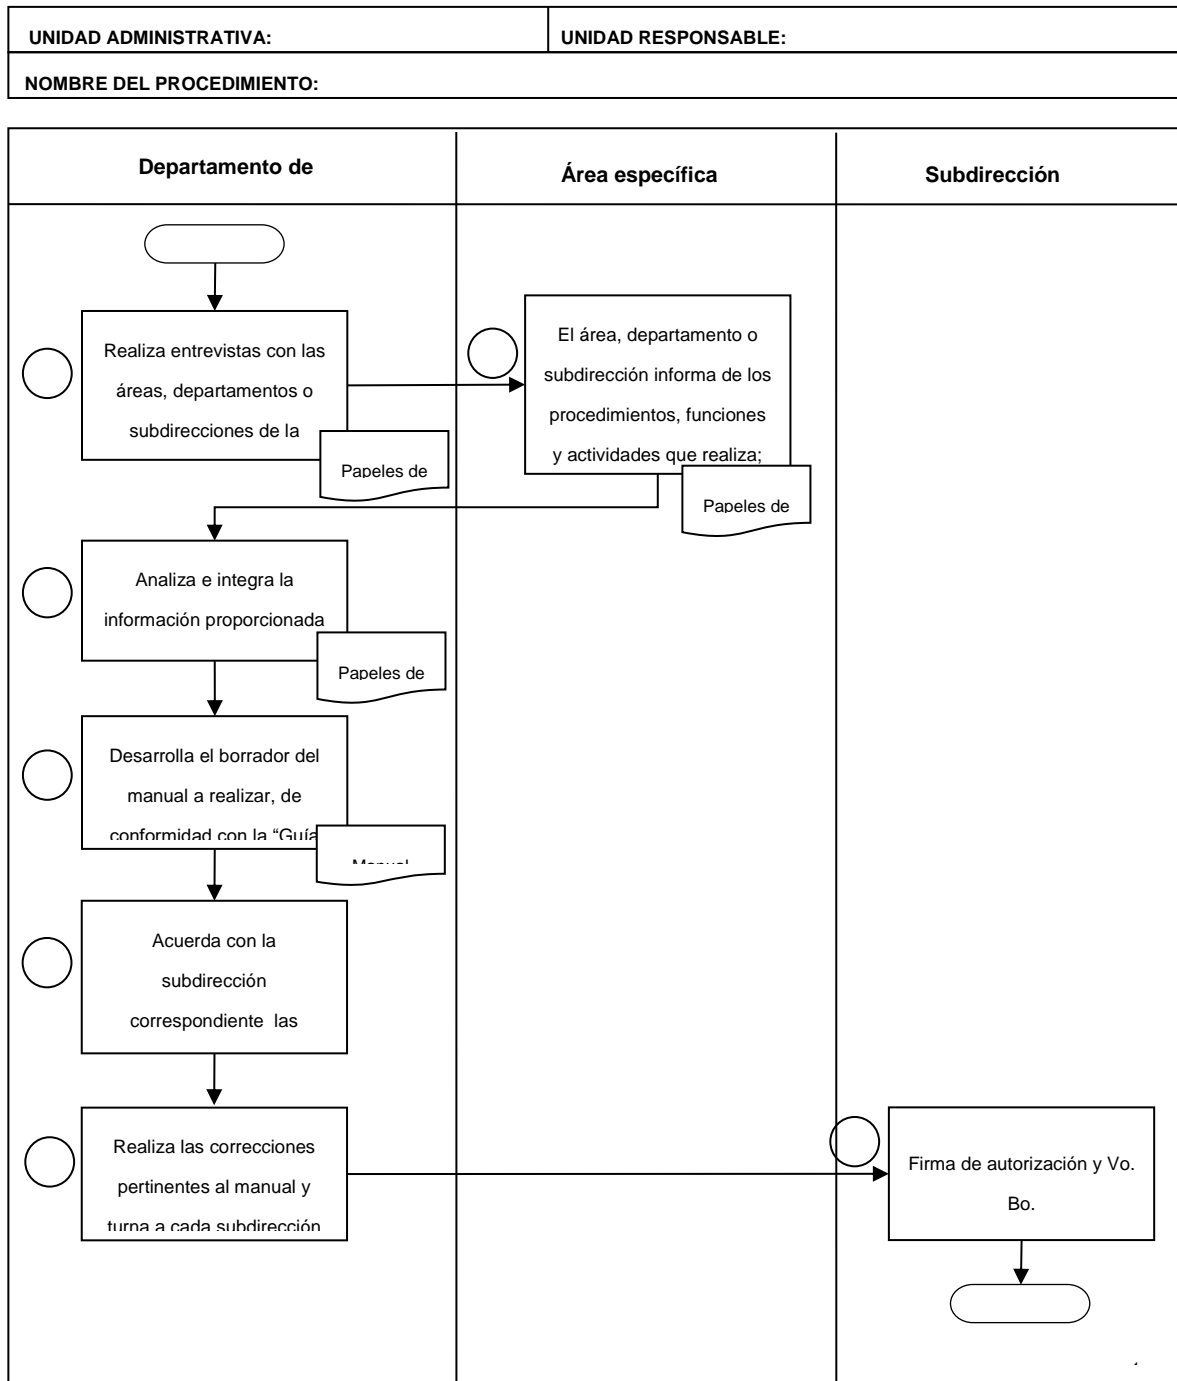 UNIDAD ADMINISTRATIVA:
UNIDAD RESPONSABLE:
NOMBRE DEL PROCEDIMIENTO:
Departamento de
Área específica
Subdirección
Realiza entrevistas con las
áreas, departamentos o
subdirecciones de la
Papeles de
El área, departamento o
subdirección informa de los
procedimientos, funciones
y actividades que realiza;
Papeles de
Analiza e integra la
información proporcionada
Papeles de
Desarrolla el borrador del
manual a realizar, de
conformidad con la “Guía
Manual
Acuerda con la
subdirección
correspondiente las
Realiza las correcciones
pertinentes al manual y
turna a cada subdirección
Firma de autorización y Vo.
Bo.